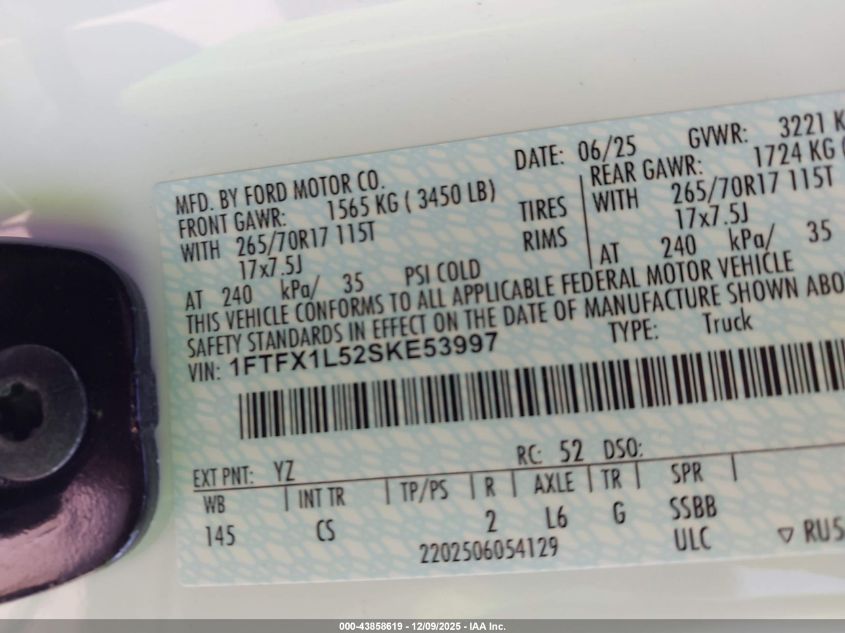 MFD. BY FORD MOTOR CO.
DATE: 06/25
GVWR: 3221 K
FRONT GAWR: 1565 KG ( 3450 LB)
REAR GAWR: 1724 KG (
WITH 265/70R17 115T
TIRES
WITH 265/70R17 115T
17x7.5J
RIMS
17x7.5J
AT 240 kPa/ 35 PSI COLD
AT 240 kPa/ 35
THIS VEHICLE CONFORMS TO ALL APPLICABLE FEDERAL MOTOR VEHICLE
SAFETY STANDARDS IN EFFECT ON THE DATE OF MANUFACTURE SHOWN ABO
VIN: 1FTFX1L52SKE53997
TYPE: Truck
EXT PNT: YZ
RC: 52 DSO:
WB INT TR TP/PS R AXLE TR SPR
145 CS 2 L6 G SSBB
2202506054129 ULC ▽ RU5
000-43858619 - 12/09/2025 - IAA Inc.